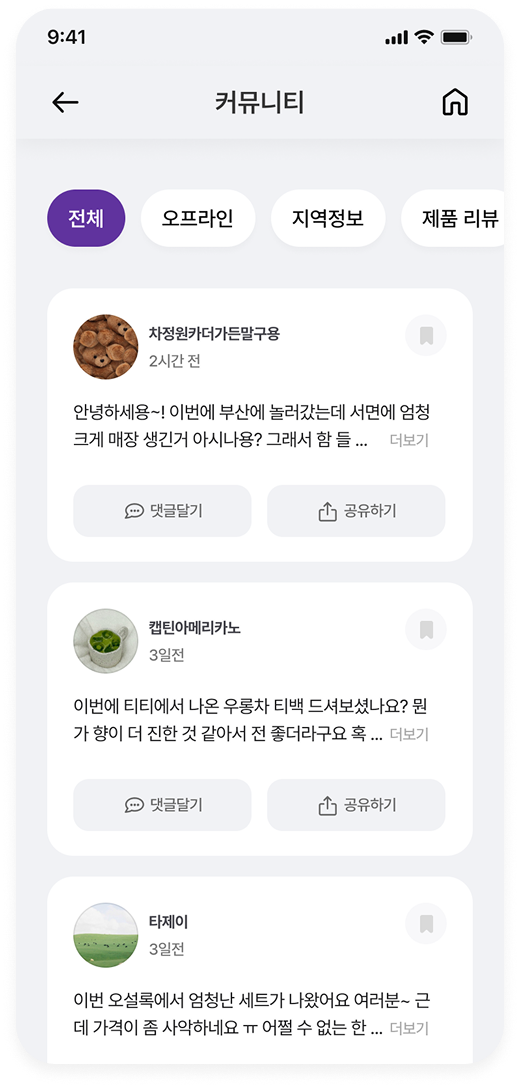 9:41
커뮤니티
전체 오프라인 지역정보 제품 리뷰
차정원카더가든말구용
2시간 전
안녕하세용~! 이번에 부산에 놀러갔는데 서면에 엄청
크게 매장 생긴거 아시나용? 그래서 함 들 ... 더보기
댓글달기 공유하기
캡틴아메리카노
3일전
이번에 티티에서 나온 우롱차 티백 드셔보셨나요? 뭔
가 향이 더 진한 것 같아서 전 좋더라구요 혹 ... 더보기
댓글달기 공유하기
타제이
3일전
이번 오설록에서 엄청난 세트가 나왔어요 여러분~ 근
데 가격이 좀 사악하네요 ㅠ 어쩔 수 없는 한 ... 더보기